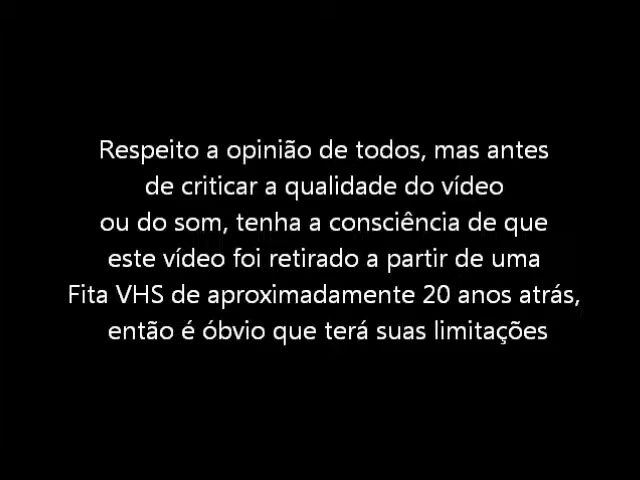 Respeito a opinião de todos, mas antes
de criticar a qualidade do vídeo
ou do som, tenha a consciência de que
este vídeo foi retirado a partir de uma
Fita VHS de aproximadamente 20 anos atrás,
então é óbvio que terá suas limitações